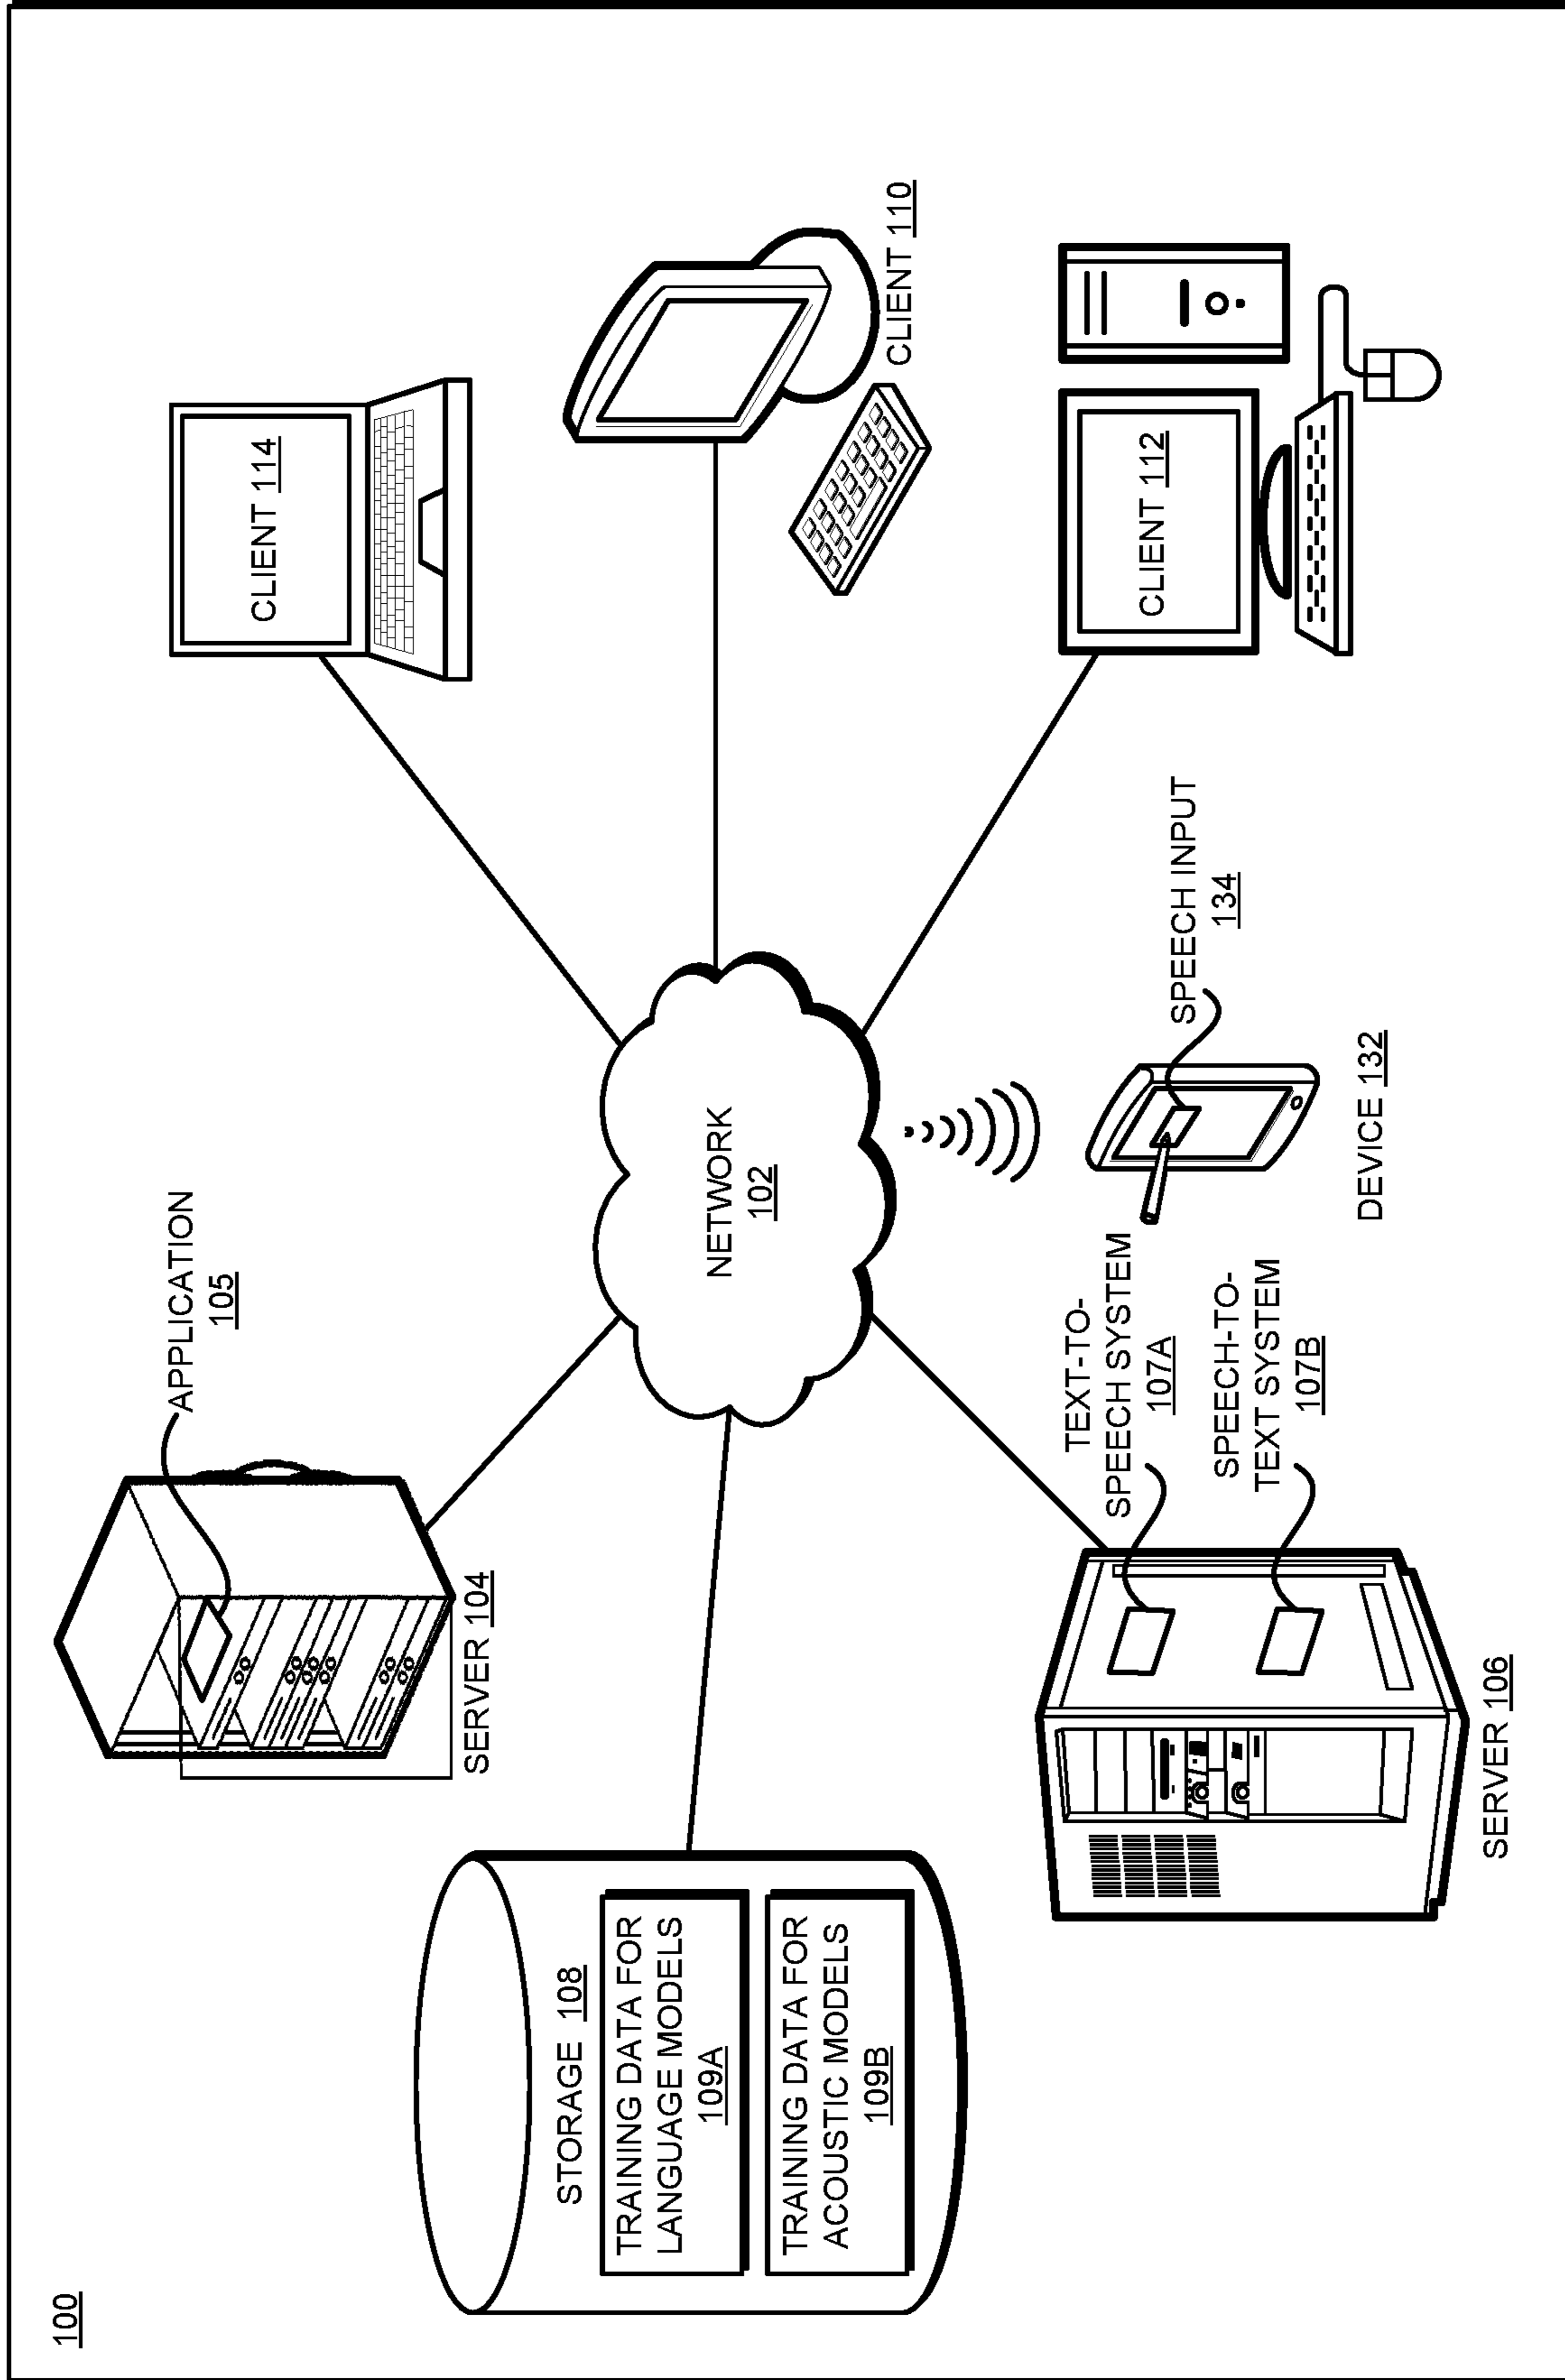 100
APPLICATION
105
SERVER 104
CLIENT 114
STORAGE 108
TRAINING DATA FOR
LANGUAGE MODELS
109A
TRAINING DATA FOR
ACOUSTIC MODELS
109B
NETWORK
102
CLIENT 110
TEXT-TO-
SPEECH SYSTEM
107A
SPEECH-TO-
TEXT SYSTEM
107B
SERVER 106
SPEECH INPUT
134
DEVICE 132
CLIENT 112